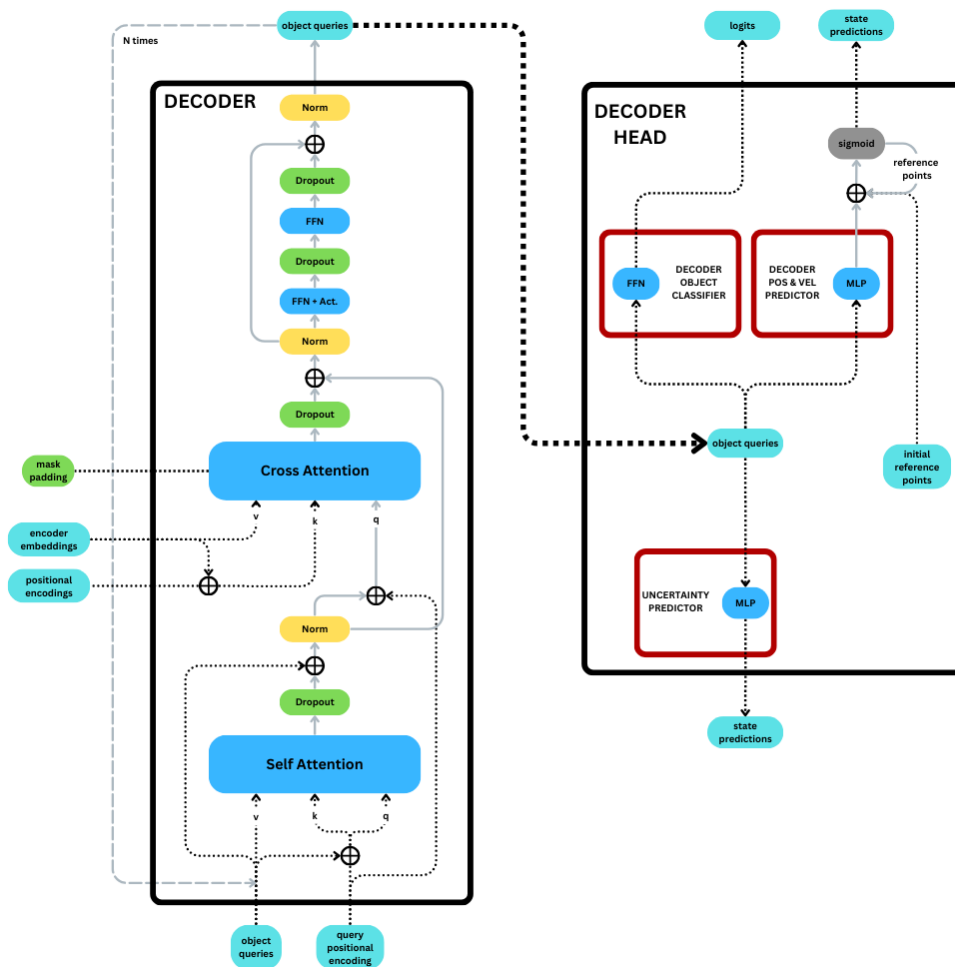 object queries
N times
DECODER
Norm
Dropout
FFN
Dropout
FFN + Act.
Norm
Dropout
Cross Attention
mask
padding
v
k
q
encoder
embeddings
positional
encodings
Norm
Dropout
Self Attention
v
k
q
object
queries
query
positional
encoding
logits
state
predictions
DECODER
HEAD
sigmoid
reference
points
FFN
DECODER
OBJECT
CLASSIFIER
DECODER
POS & VEL
PREDICTOR
MLP
object queries
initial
reference
points
UNCERTAINTY
PREDICTOR
MLP
state
predictions